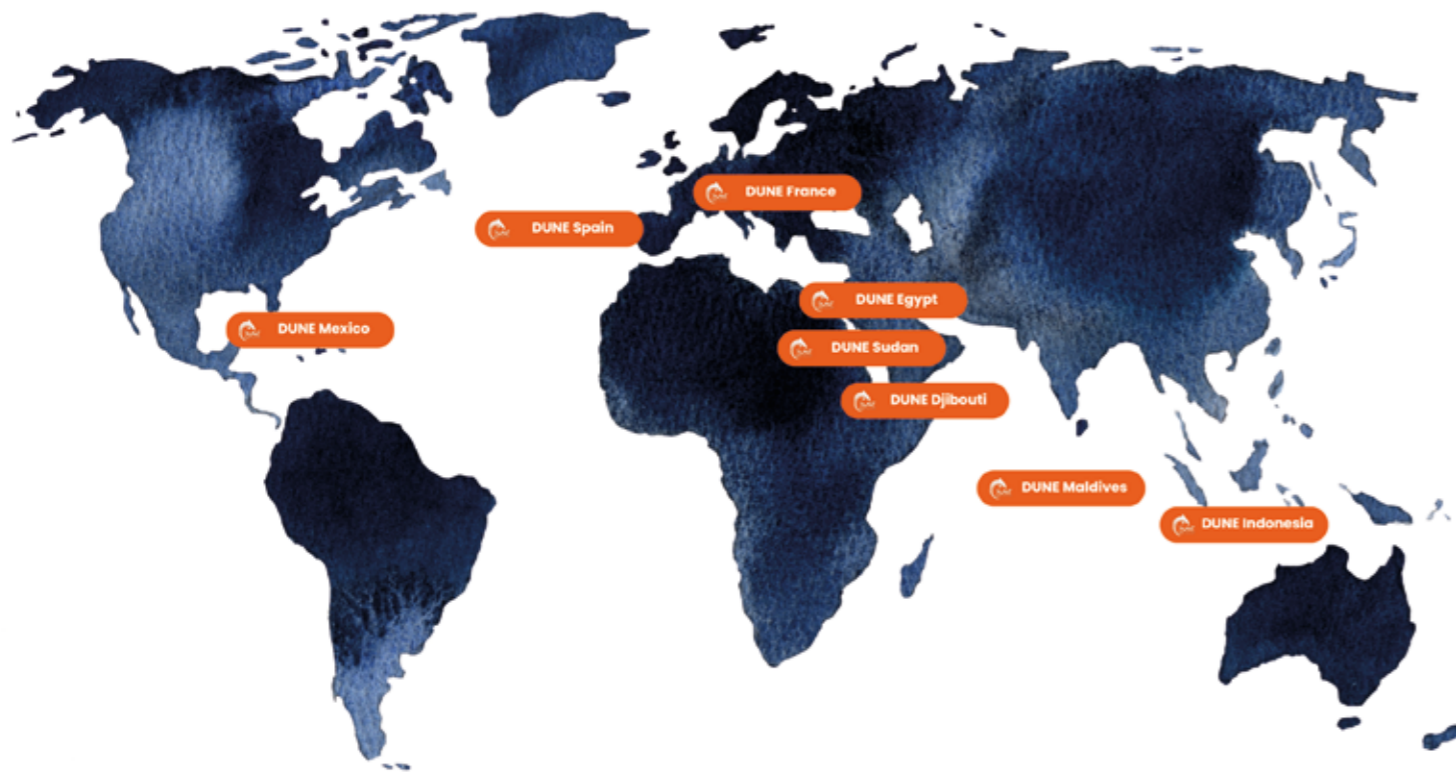 DUNE France
DUNE Spain
DUNE Egypt
DUNE Mexico
DUNE Sudan
DUNE Djibouti
DUNE Maldives
DUNE Indonesia